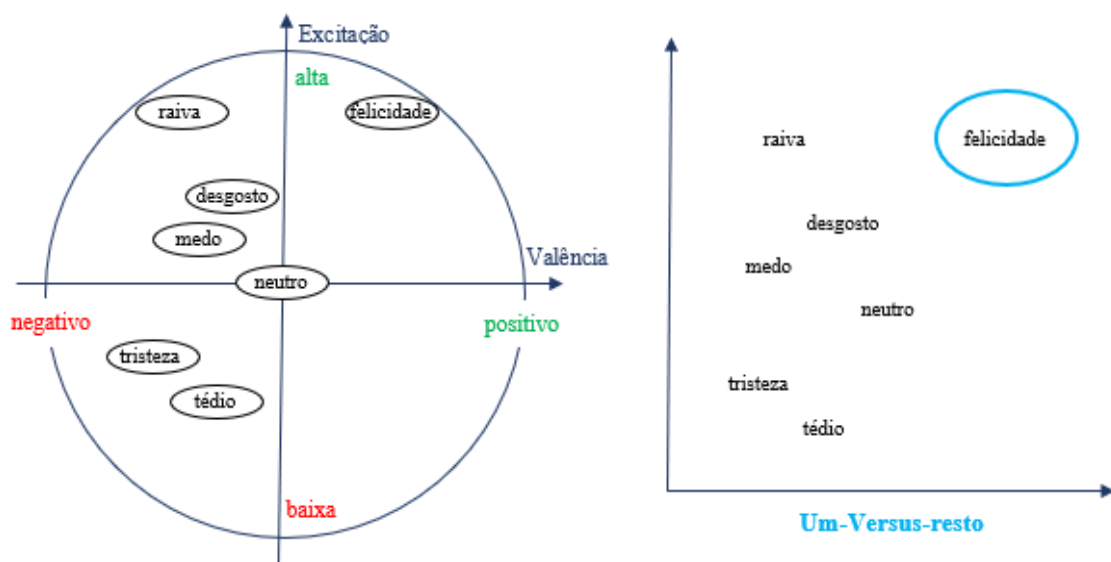 Excitação
alta
raiva
felicidade
desgosto
medo
Valência
neutro
negativo
positivo
tristeza
tédio
baixa
raiva
felicidade
desgosto
medo
neutro
tristeza
tédio
Um-Versus-resto